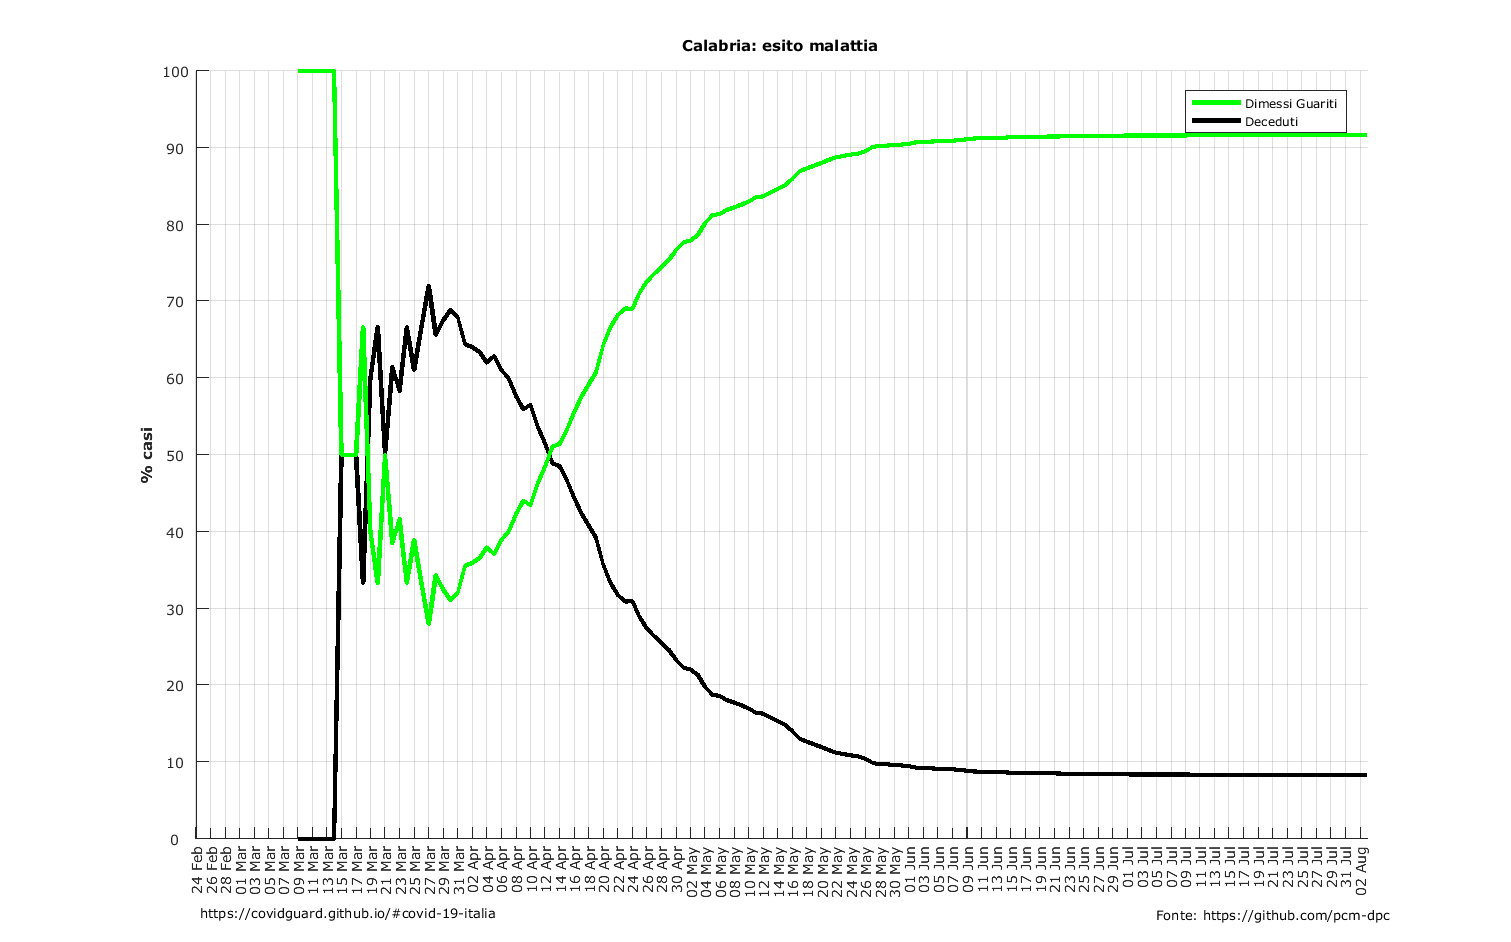 Calabria: esito malattia
Dimessi Guariti
Deceduti
% casi
100
90
80
70
60
50
40
30
20
10
0
24 Feb
26 Feb
28 Feb
01 Mar
03 Mar
05 Mar
07 Mar
09 Mar
11 Mar
13 Mar
15 Mar
17 Mar
19 Mar
21 Mar
23 Mar
25 Mar
27 Mar
29 Mar
31 Mar
02 Apr
04 Apr
06 Apr
08 Apr
10 Apr
12 Apr
14 Apr
16 Apr
18 Apr
20 Apr
22 Apr
24 Apr
26 Apr
28 Apr
30 Apr
02 May
04 May
06 May
08 May
10 May
12 May
14 May
16 May
18 May
20 May
22 May
24 May
26 May
28 May
30 May
01 Jun
03 Jun
05 Jun
07 Jun
09 Jun
11 Jun
13 Jun
15 Jun
17 Jun
19 Jun
21 Jun
23 Jun
25 Jun
27 Jun
29 Jun
01 Jul
03 Jul
05 Jul
07 Jul
09 Jul
11 Jul
13 Jul
15 Jul
17 Jul
19 Jul
21 Jul
23 Jul
25 Jul
27 Jul
29 Jul
31 Jul
02 Aug
https://covidguard.github.io/#covid-19-italia
Fonte: https://github.com/pcm-dpc